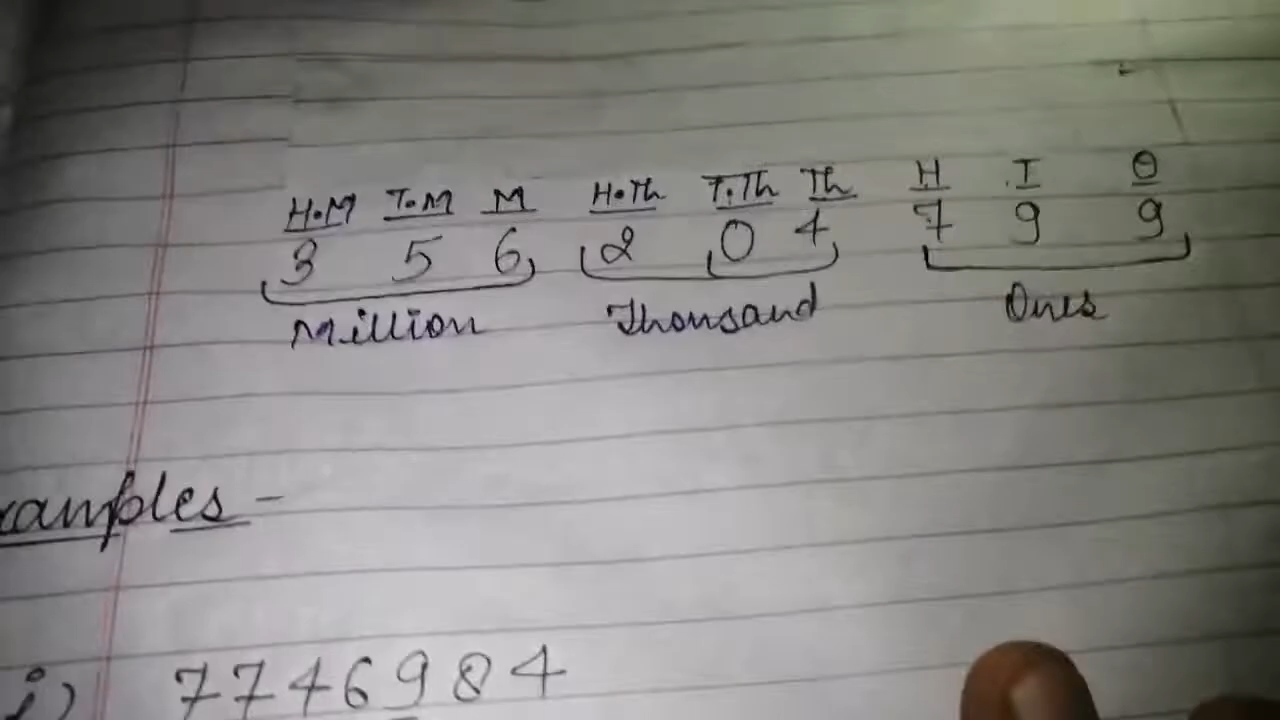 H.M T.M M H.Th T.Th Th H T O
3 5 6 2 0 4 7 9 9
Million Thousand Ones
xamples -
i) 7746984